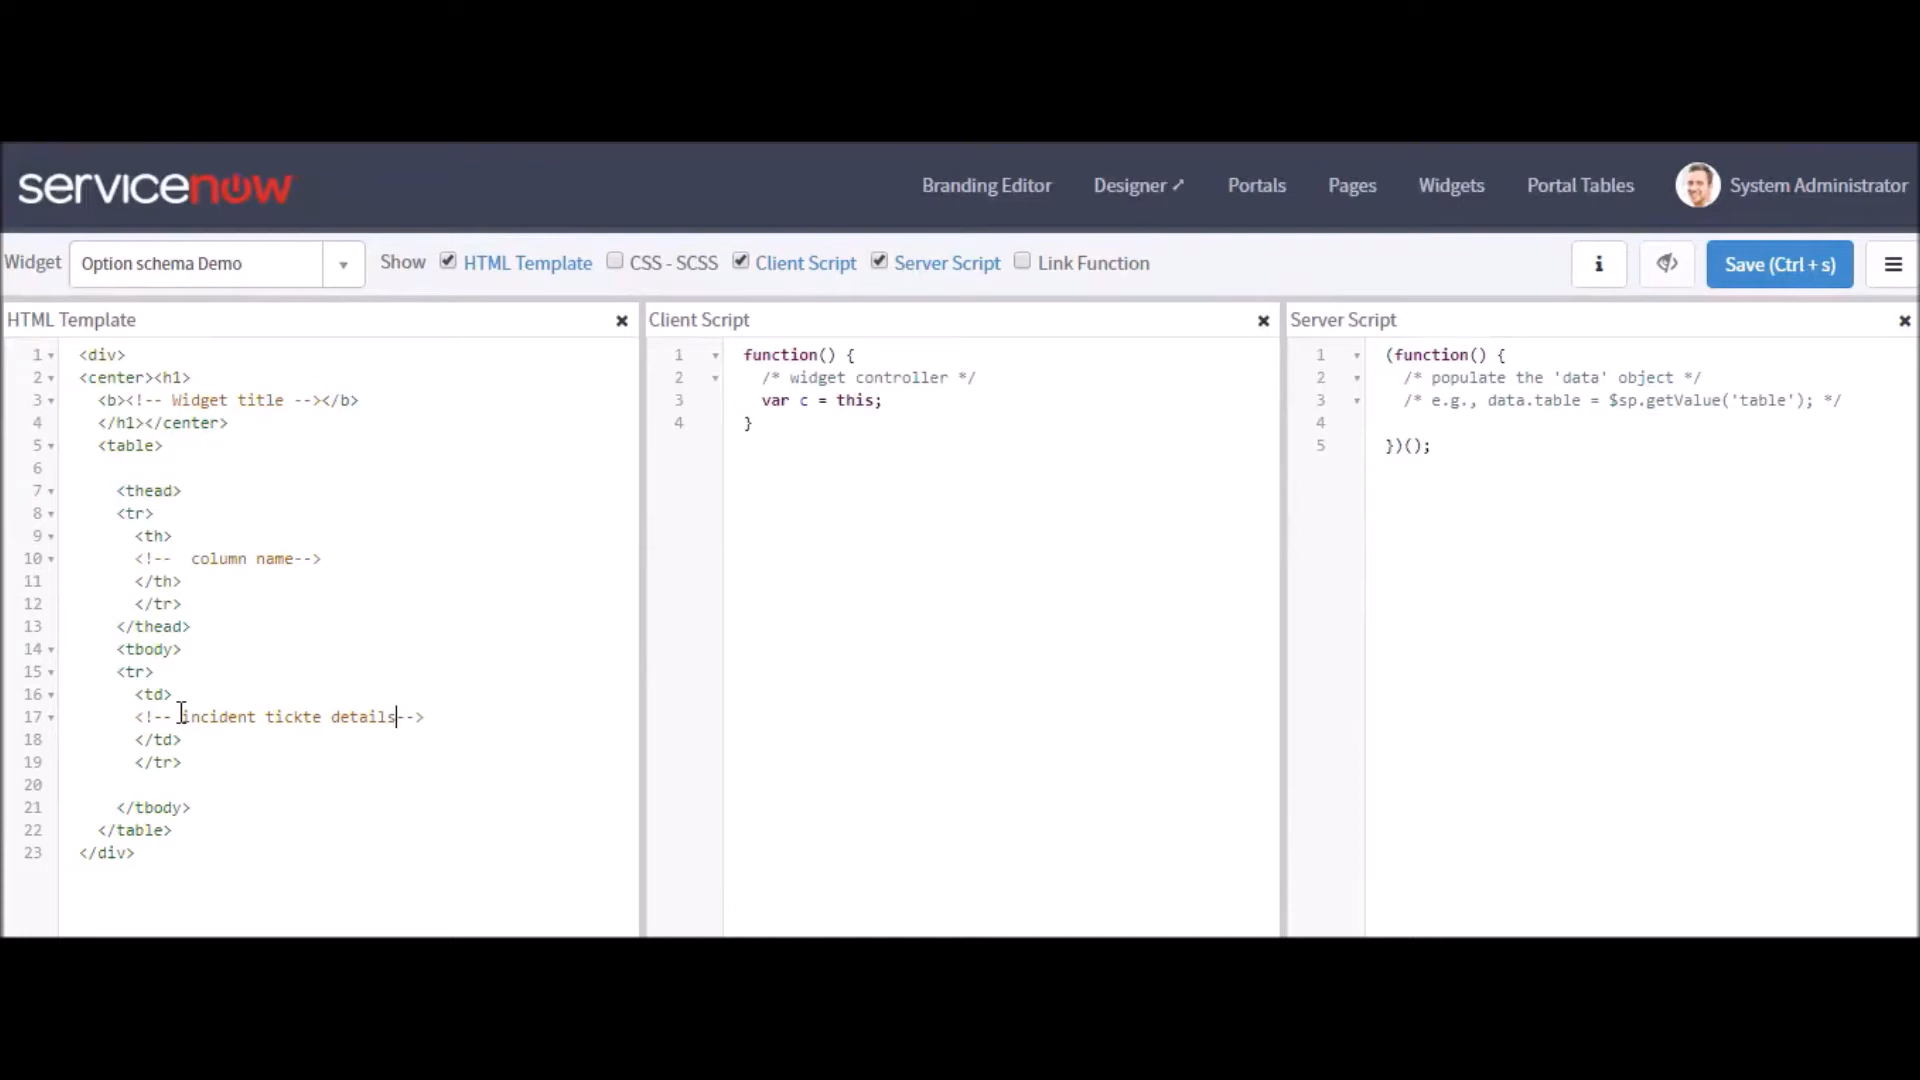 servicenow Branding Editor Designer Portals Pages Widgets Portal Tables System Administrator
Widget Option schema Demo Show HTML Template CSS - SCSS Client Script Server Script Link Function i Save (Ctrl + s)
HTML Template
1 <div>
2 <center><h1>
3 <b><!-- Widget title --></b>
4 </h1></center>
5 <table>
6
7 <thead>
8 <tr>
9 <th>
10 <!--  column name-->
11 </th>
12 </tr>
13 </thead>
14 <tbody>
15 <tr>
16 <td>
17 <!-- incident tickte details-->
18 </td>
19 </tr>
20
21 </tbody>
22 </table>
23 </div>
Client Script
1 function() {
2 /* widget controller */
3 var c = this;
4 }
Server Script
1 (function() {
2 /* populate the 'data' object */
3 /* e.g., data.table = $sp.getValue('table'); */
4
5 })();